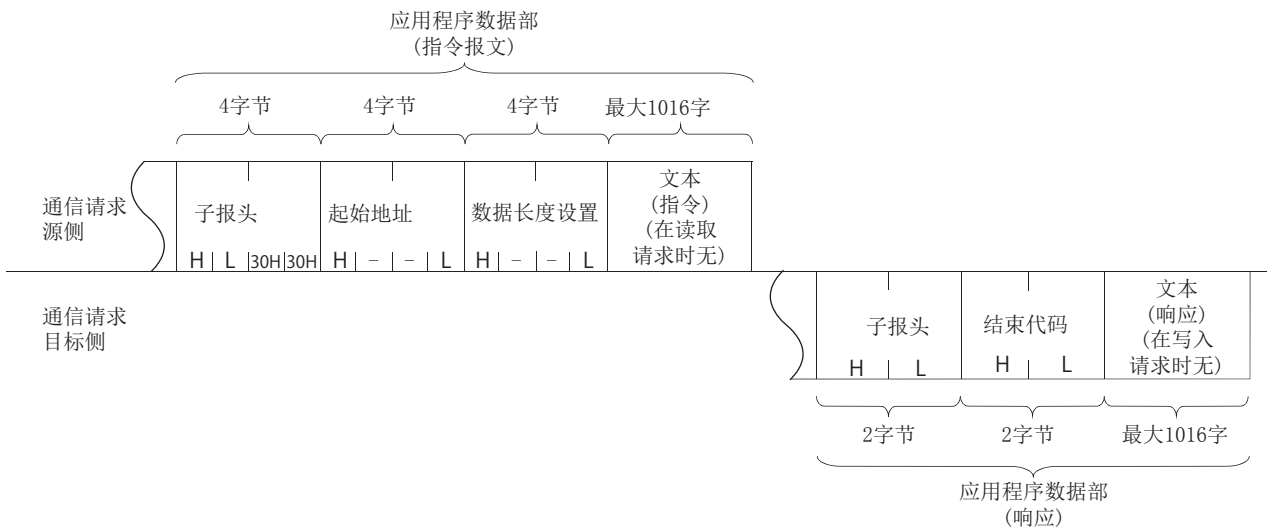 应用程序数据部
(指令报文)
4字节 4字节 4字节 最大1016字
通信请求
源侧
子报头 起始地址 数据长度设置
文本
(指令)
(在读取
请求时无)
H L 30H 30H H - - L H - - L
通信请求
目标侧
子报头 结束代码
文本
(响应)
(在写入
请求时无)
H L H L
2字节 2字节 最大1016字
应用程序数据部
(响应)